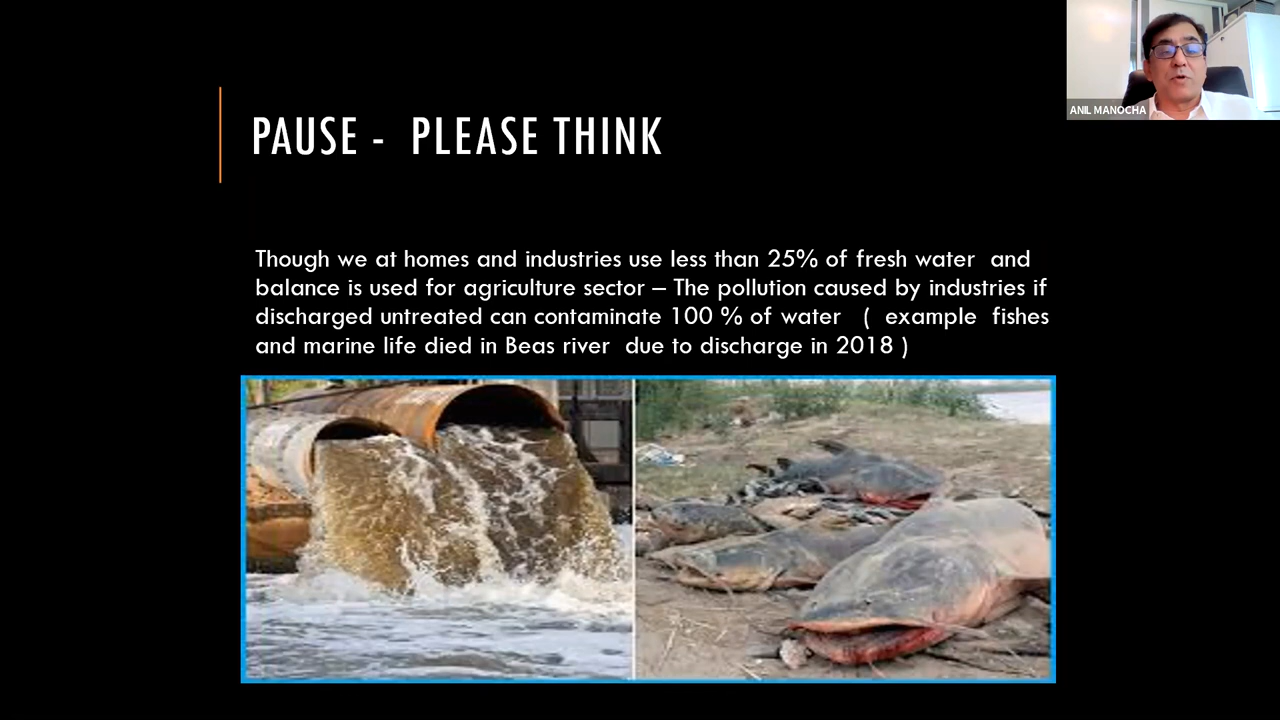 PAUSE - PLEASE THINK
Though we at homes and industries use less than 25% of fresh water and
balance is used for agriculture sector – The pollution caused by industries if
discharged untreated can contaminate 100 % of water ( example fishes
and marine life died in Beas river due to discharge in 2018 )
ANIL MANOCHA